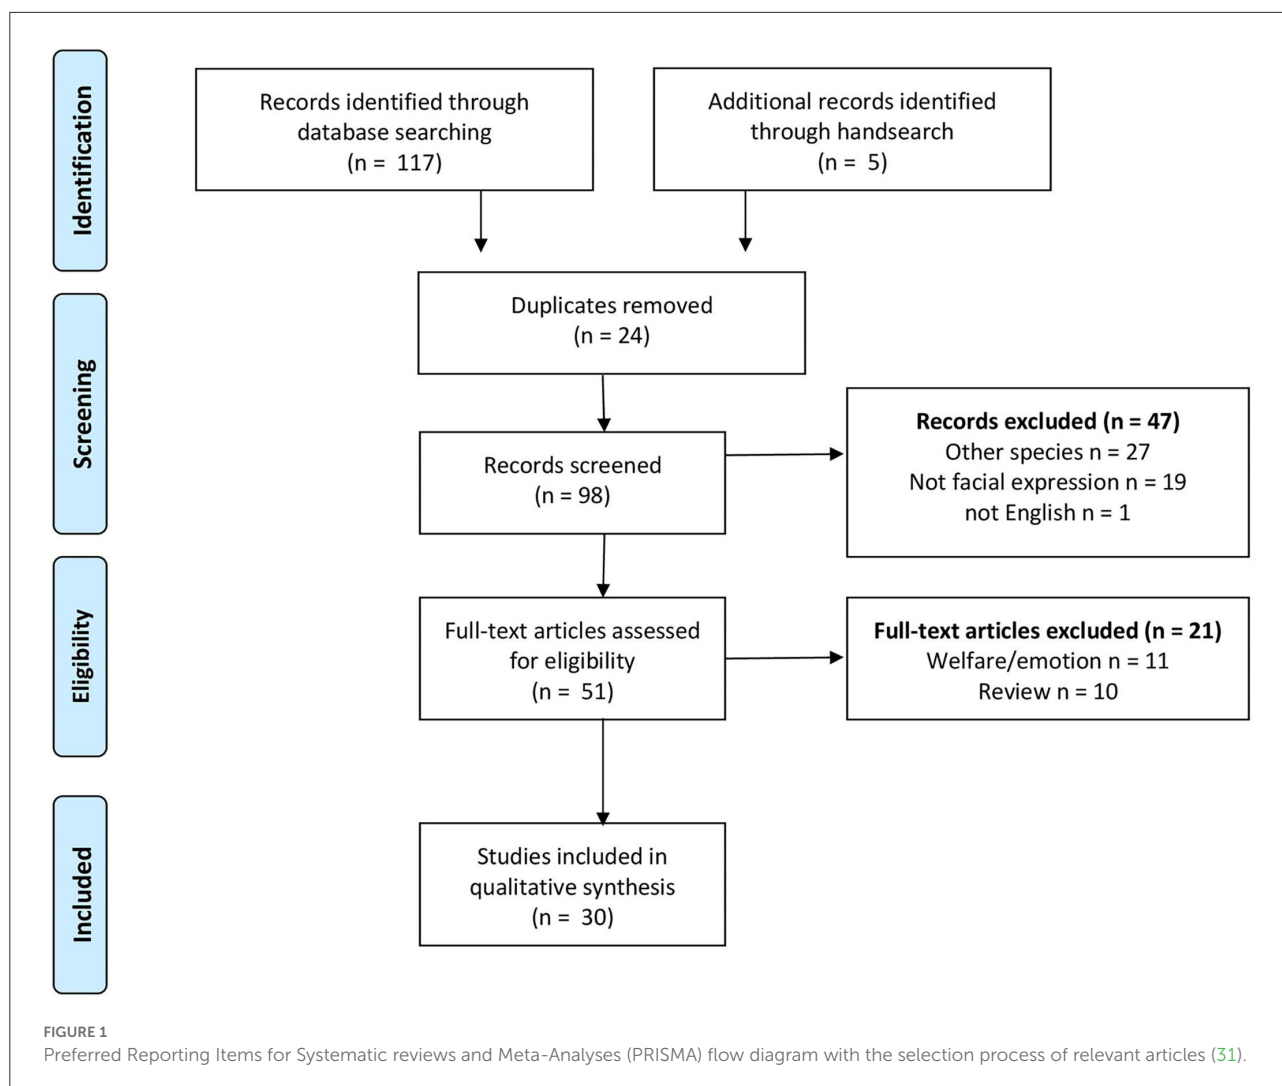 Identification
Records identified through
database searching
(n = 117)
Additional records identified
through handsearch
(n = 5)
Screening
Duplicates removed
(n = 24)
Records screened
(n = 98)
Records excluded (n = 47)
Other species n = 27
Not facial expression n = 19
not English n = 1
Eligibility
Full-text articles assessed
for eligibility
(n = 51)
Full-text articles excluded (n = 21)
Welfare/emotion n = 11
Review n = 10
Included
Studies included in
qualitative synthesis
(n = 30)
FIGURE 1
Preferred Reporting Items for Systematic reviews and Meta-Analyses (PRISMA) flow diagram with the selection process of relevant articles (31).